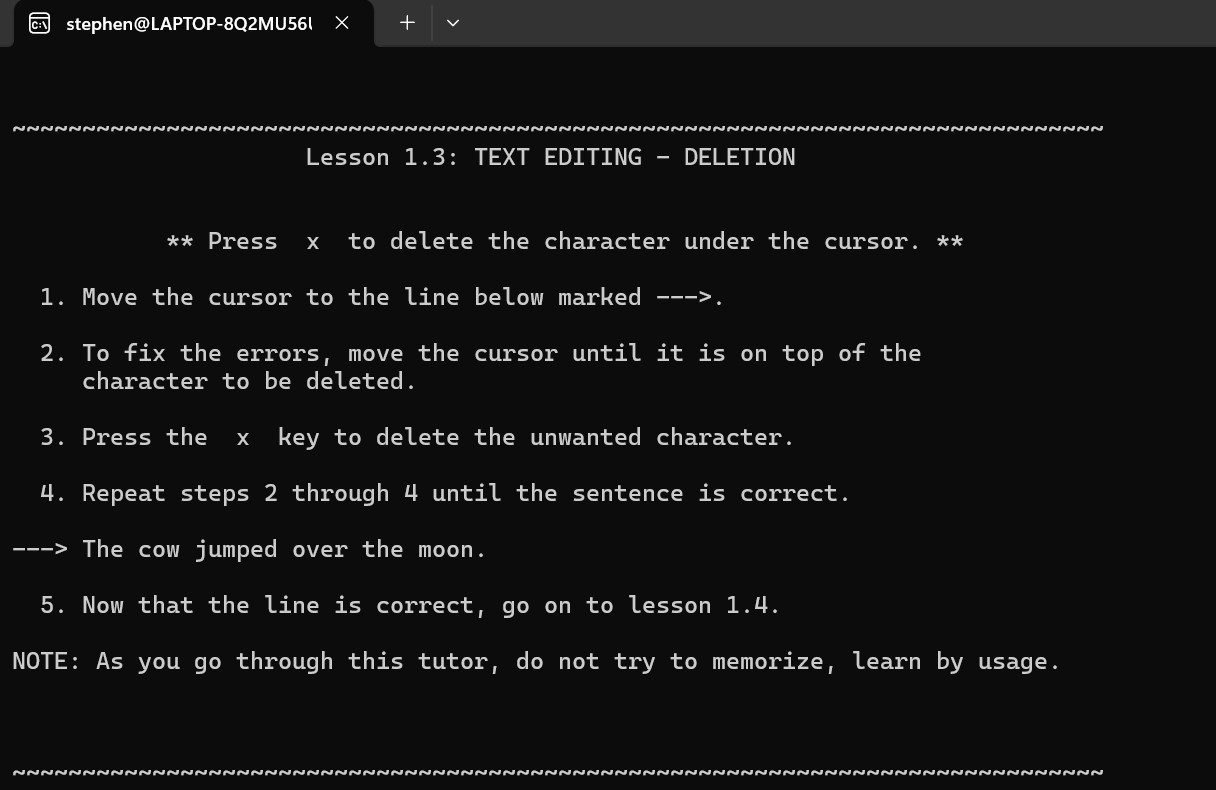 stephen@LAPTOP-8Q2MU56
~~~~~~~~~~~~~~~~~~~~~~~~~~~~~~~~~~~~~~~~~~~~~~~~~~~~~~~~~~~~~~~~~~~~~~~~~~~~~~
Lesson 1.3: TEXT EDITING - DELETION
** Press  x  to delete the character under the cursor. **
1. Move the cursor to the line below marked --->.
2. To fix the errors, move the cursor until it is on top of the
character to be deleted.
3. Press the  x  key to delete the unwanted character.
4. Repeat steps 2 through 4 until the sentence is correct.
---> The cow jumped over the moon.
5. Now that the line is correct, go on to lesson 1.4.
NOTE: As you go through this tutor, do not try to memorize, learn by usage.
~~~~~~~~~~~~~~~~~~~~~~~~~~~~~~~~~~~~~~~~~~~~~~~~~~~~~~~~~~~~~~~~~~~~~~~~~~~~~~